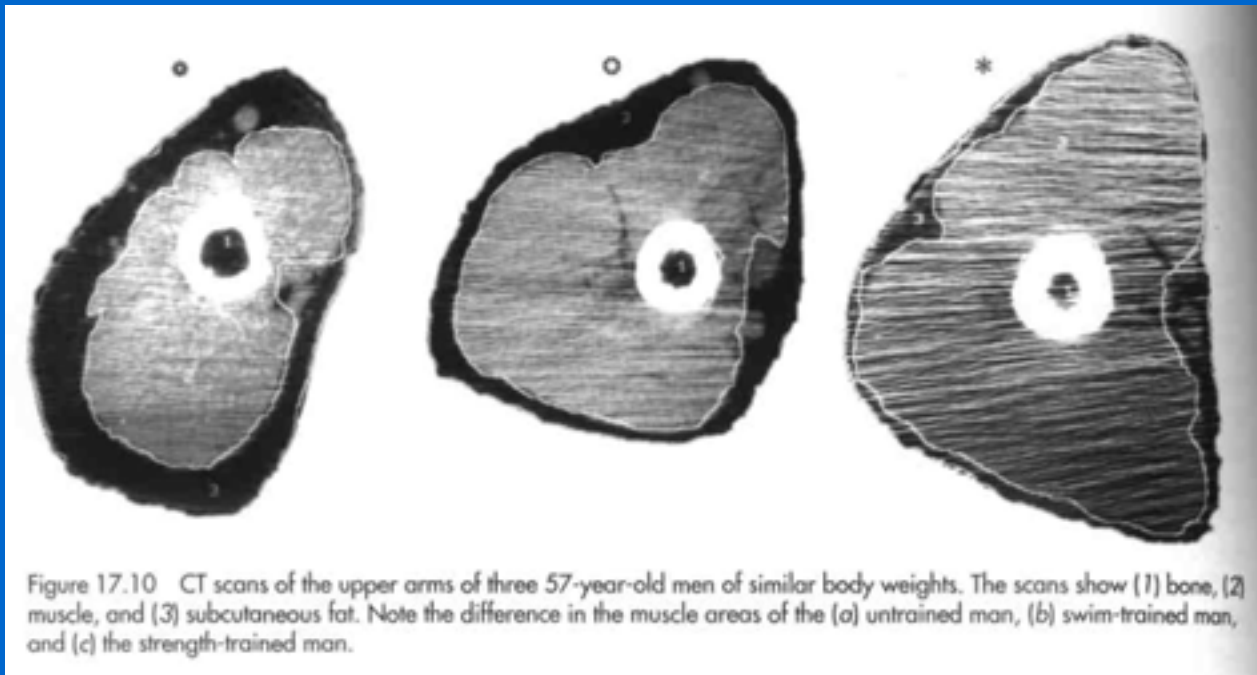 Figure 17.10 CT scans of the upper arms of three 57-year-old men of similar body weights. The scans show (1) bone, (2)
muscle, and (3) subcutaneous fat. Note the difference in the muscle areas of the (a) untrained man, (b) swim-trained man,
and (c) the strength-trained man.